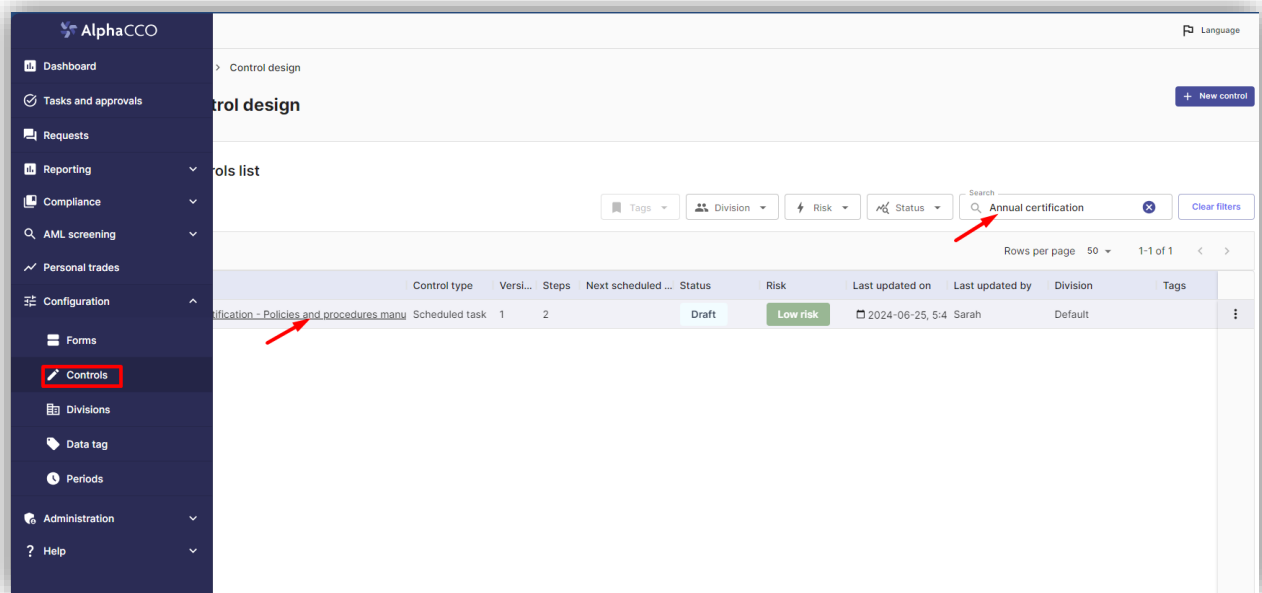 AlphaCCO
Language
Dashboard
> Control design
Tasks and approvals
trol design
+ New control
Requests
Reporting
rols list
Compliance
Tags
Division
Risk
Status
Search
Annual certification
Clear filters
AML screening
Rows per page 50 1-1 of 1 < >
Personal trades
Control type Versi... Steps Next scheduled ... Status Risk Last updated on Last updated by Division Tags
Configuration
tification - Policies and procedures manu Scheduled task 1 2 Draft Low risk 2024-06-25, 5:4 Sarah Default
Forms
Controls
Divisions
Data tag
Periods
Administration
? Help